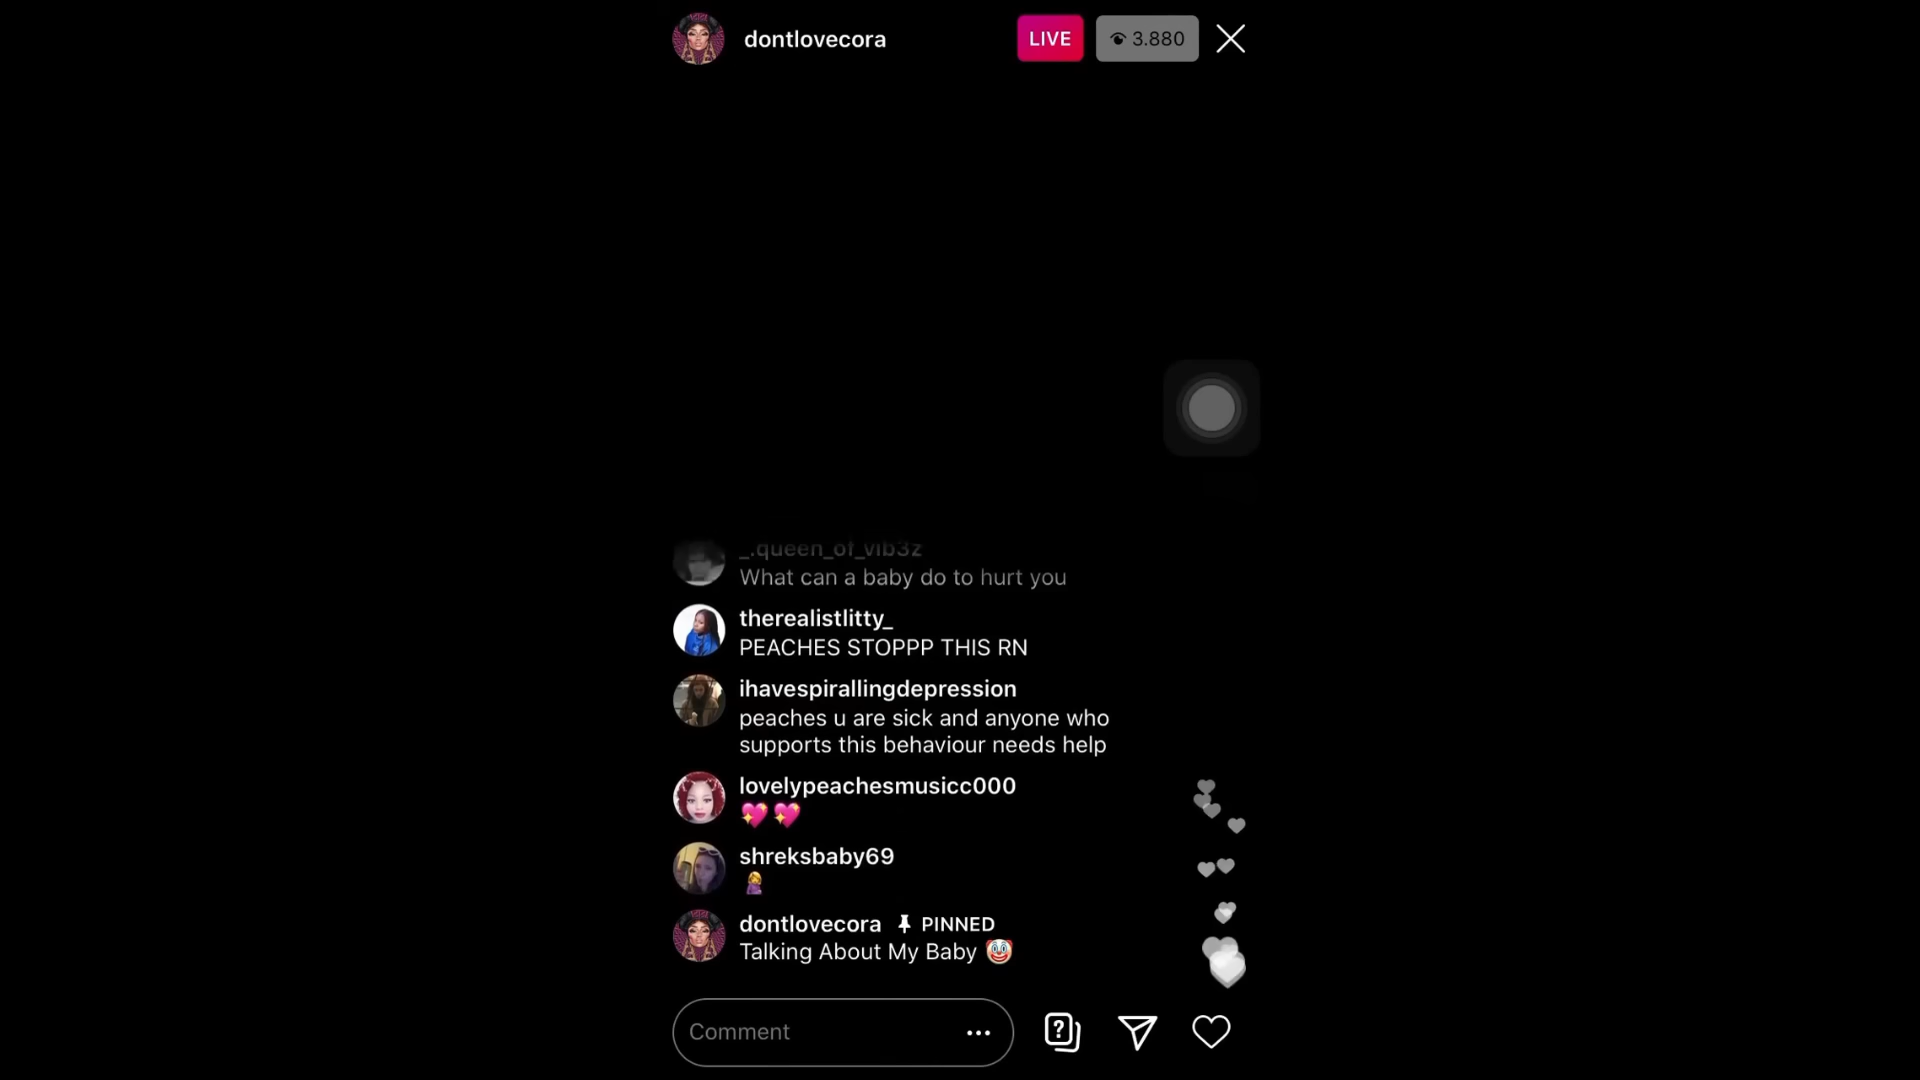 dontlovecora
LIVE
3.880
_.queen_of_vib3z
What can a baby do to hurt you
therealistlitty_
PEACHES STOPPP THIS RN
ihavespirallingdepression
peaches u are sick and anyone who
supports this behaviour needs help
lovelypeachesmusicc000
💖💖
shreksbaby69
🤦‍♀️
dontlovecora PINNED
Talking About My Baby 🤡
Comment